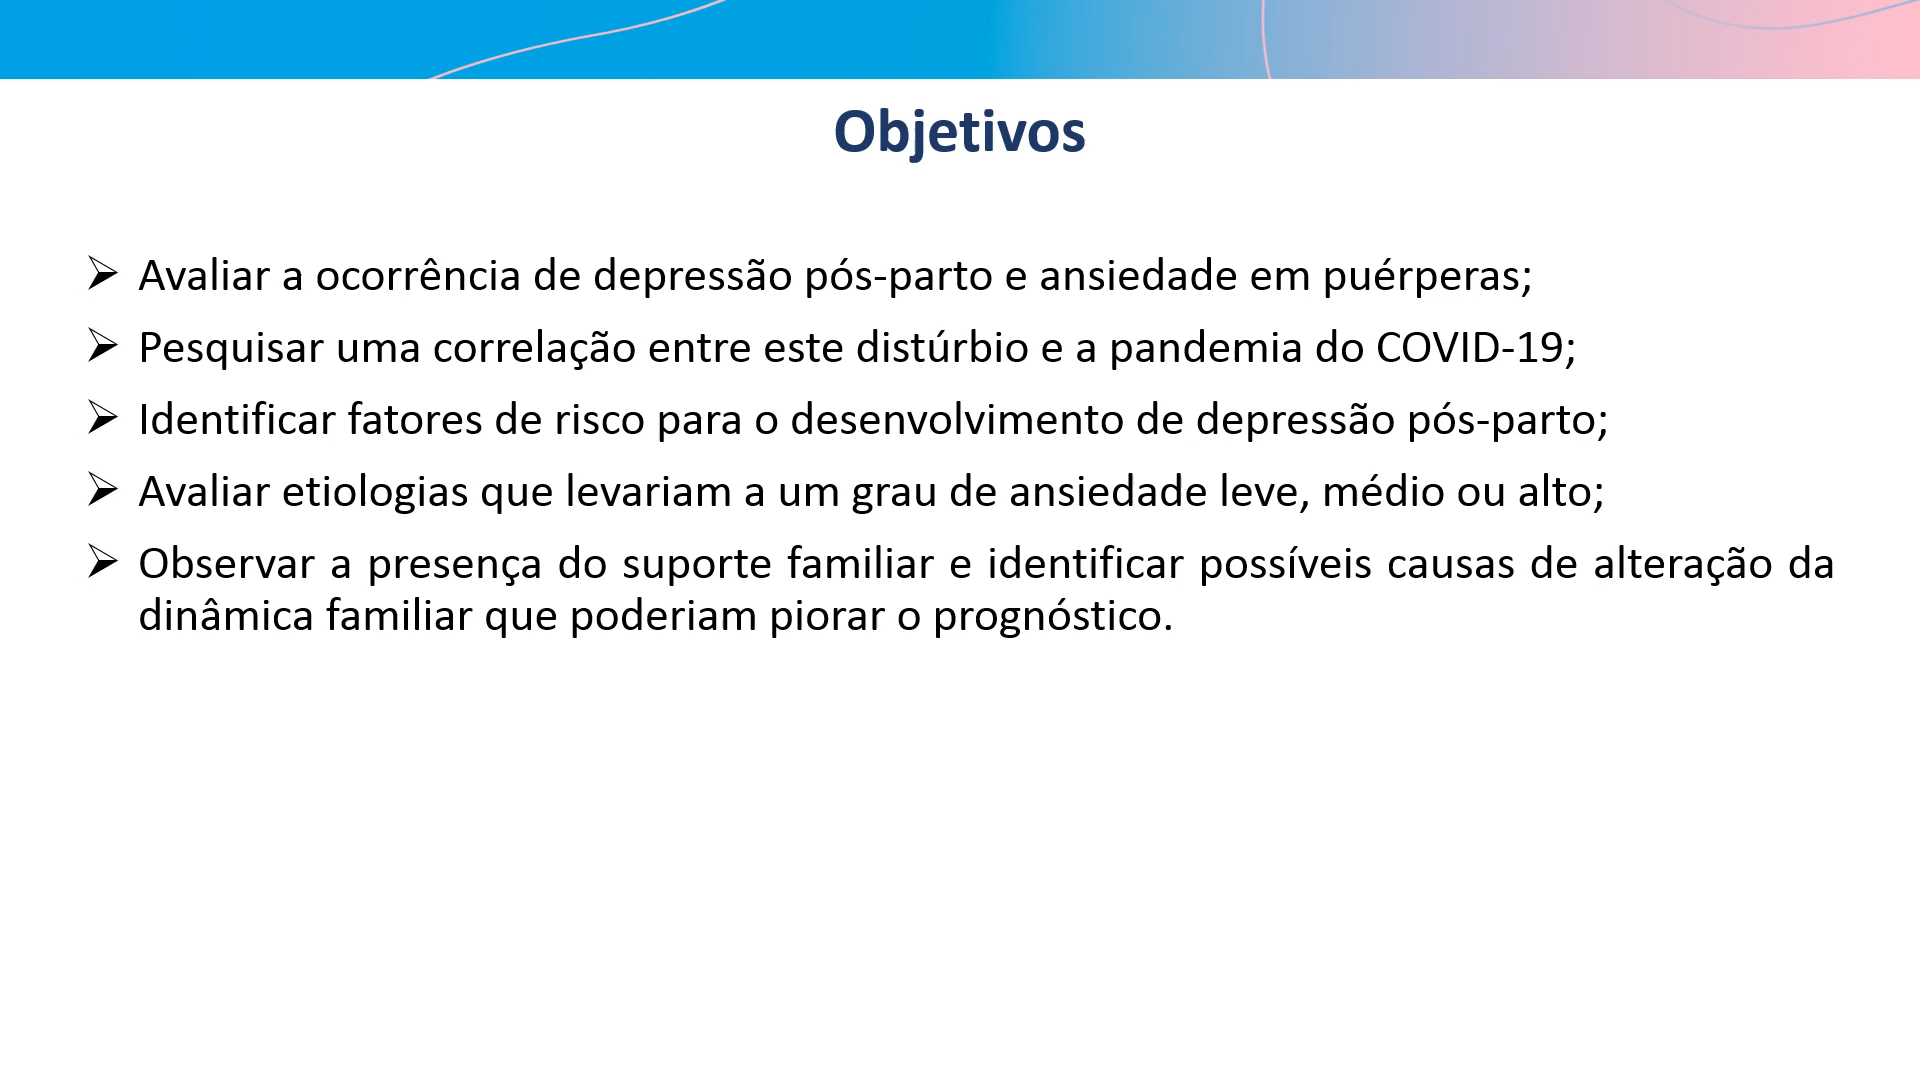 Objetivos
➢ Avaliar a ocorrência de depressão pós-parto e ansiedade em puérperas;
➢ Pesquisar uma correlação entre este distúrbio e a pandemia do COVID-19;
➢ Identificar fatores de risco para o desenvolvimento de depressão pós-parto;
➢ Avaliar etiologias que levariam a um grau de ansiedade leve, médio ou alto;
➢ Observar a presença do suporte familiar e identificar possíveis causas de alteração da
dinâmica familiar que poderiam piorar o prognóstico.